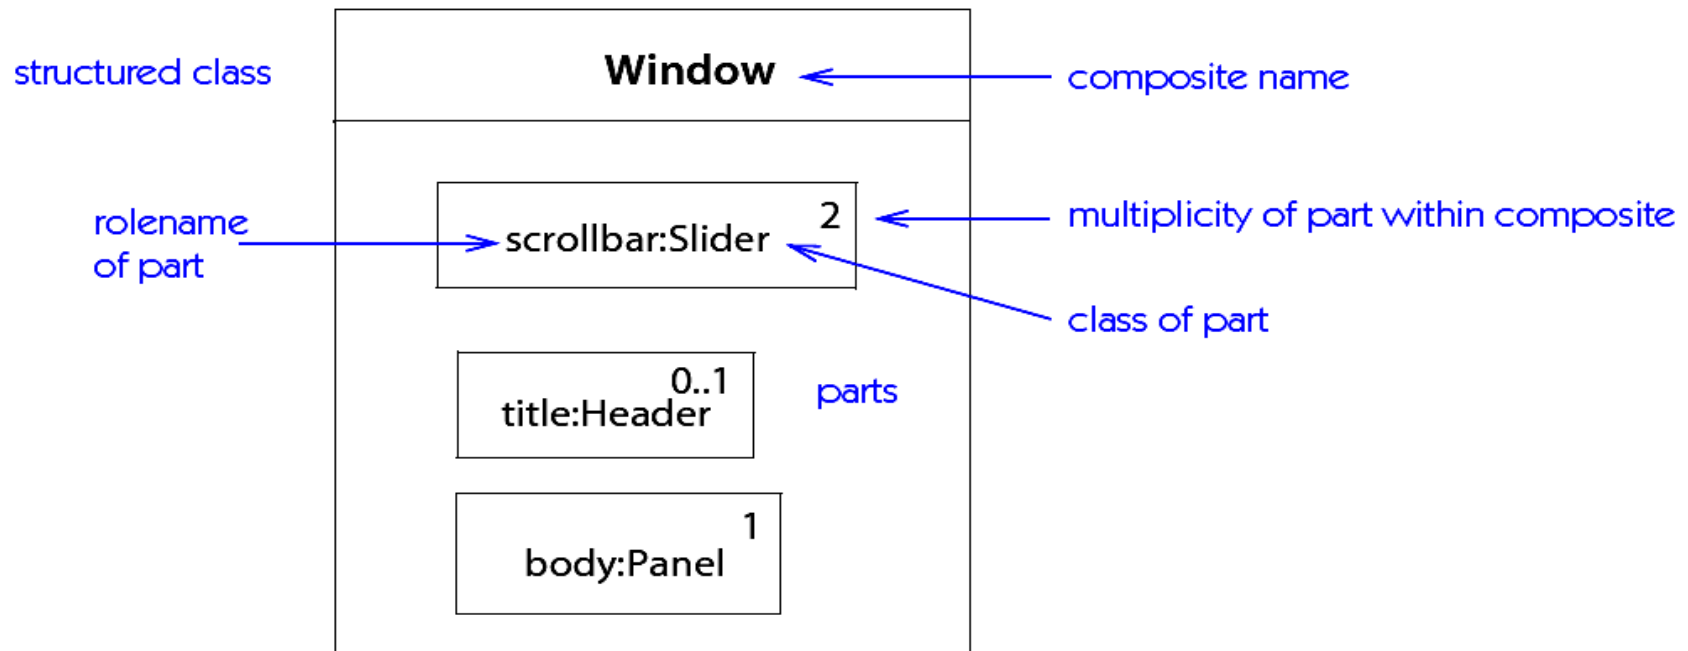 structured class
Window
composite name
rolename
of part
scrollbar:Slider
2
multiplicity of part within composite
class of part
0..1
title:Header
parts
1
body:Panel